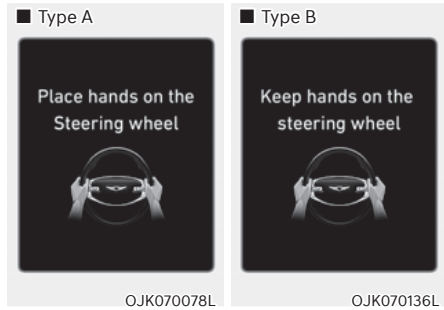 ■ Type A
Place hands on the
Steering wheel
OJK070078L
■ Type B
Keep hands on the
steering wheel
OJK070136L